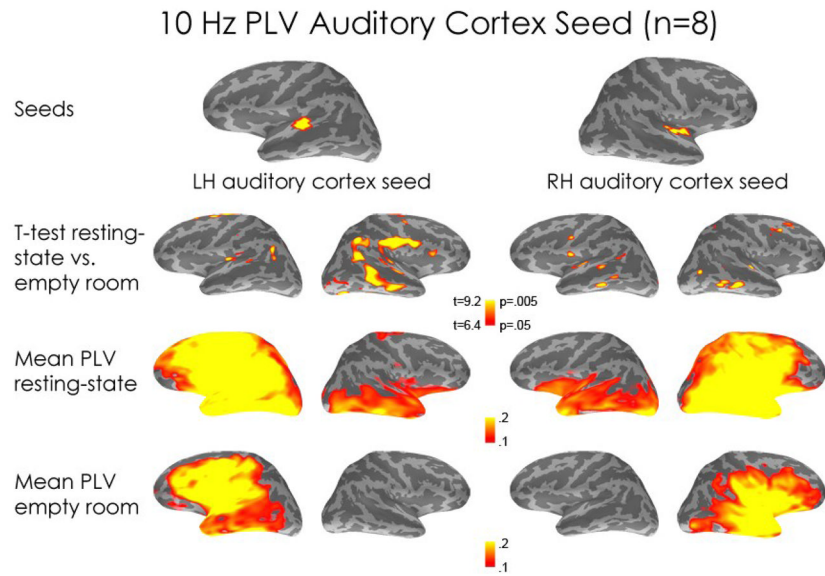 10 Hz PLV Auditory Cortex Seed (n=8)
Seeds
LH auditory cortex seed
RH auditory cortex seed
T-test resting-
state vs.
empty room
t=9.2 p=.005
t=6.4 p=.05
Mean PLV
resting-state
.2
.1
Mean PLV
empty room
.2
.1